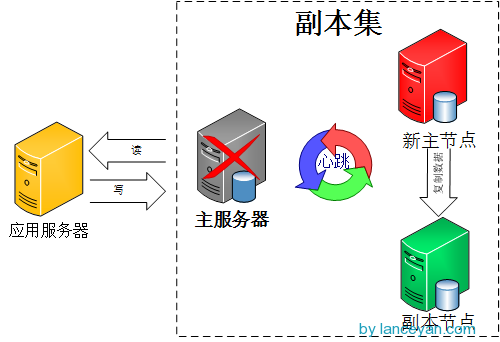 副本集
新主节点
读
心跳
复制数据
写
主服务器
应用服务器
副本节点
by lanceyan.com